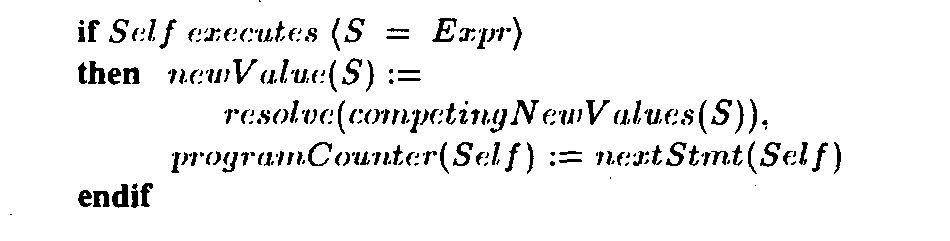 if Self executes ⟨S = Expr⟩
then newValue(S) :=
resolve(competingNewValues(S)),
programCounter(Self) := nextStmt(Self)
endif